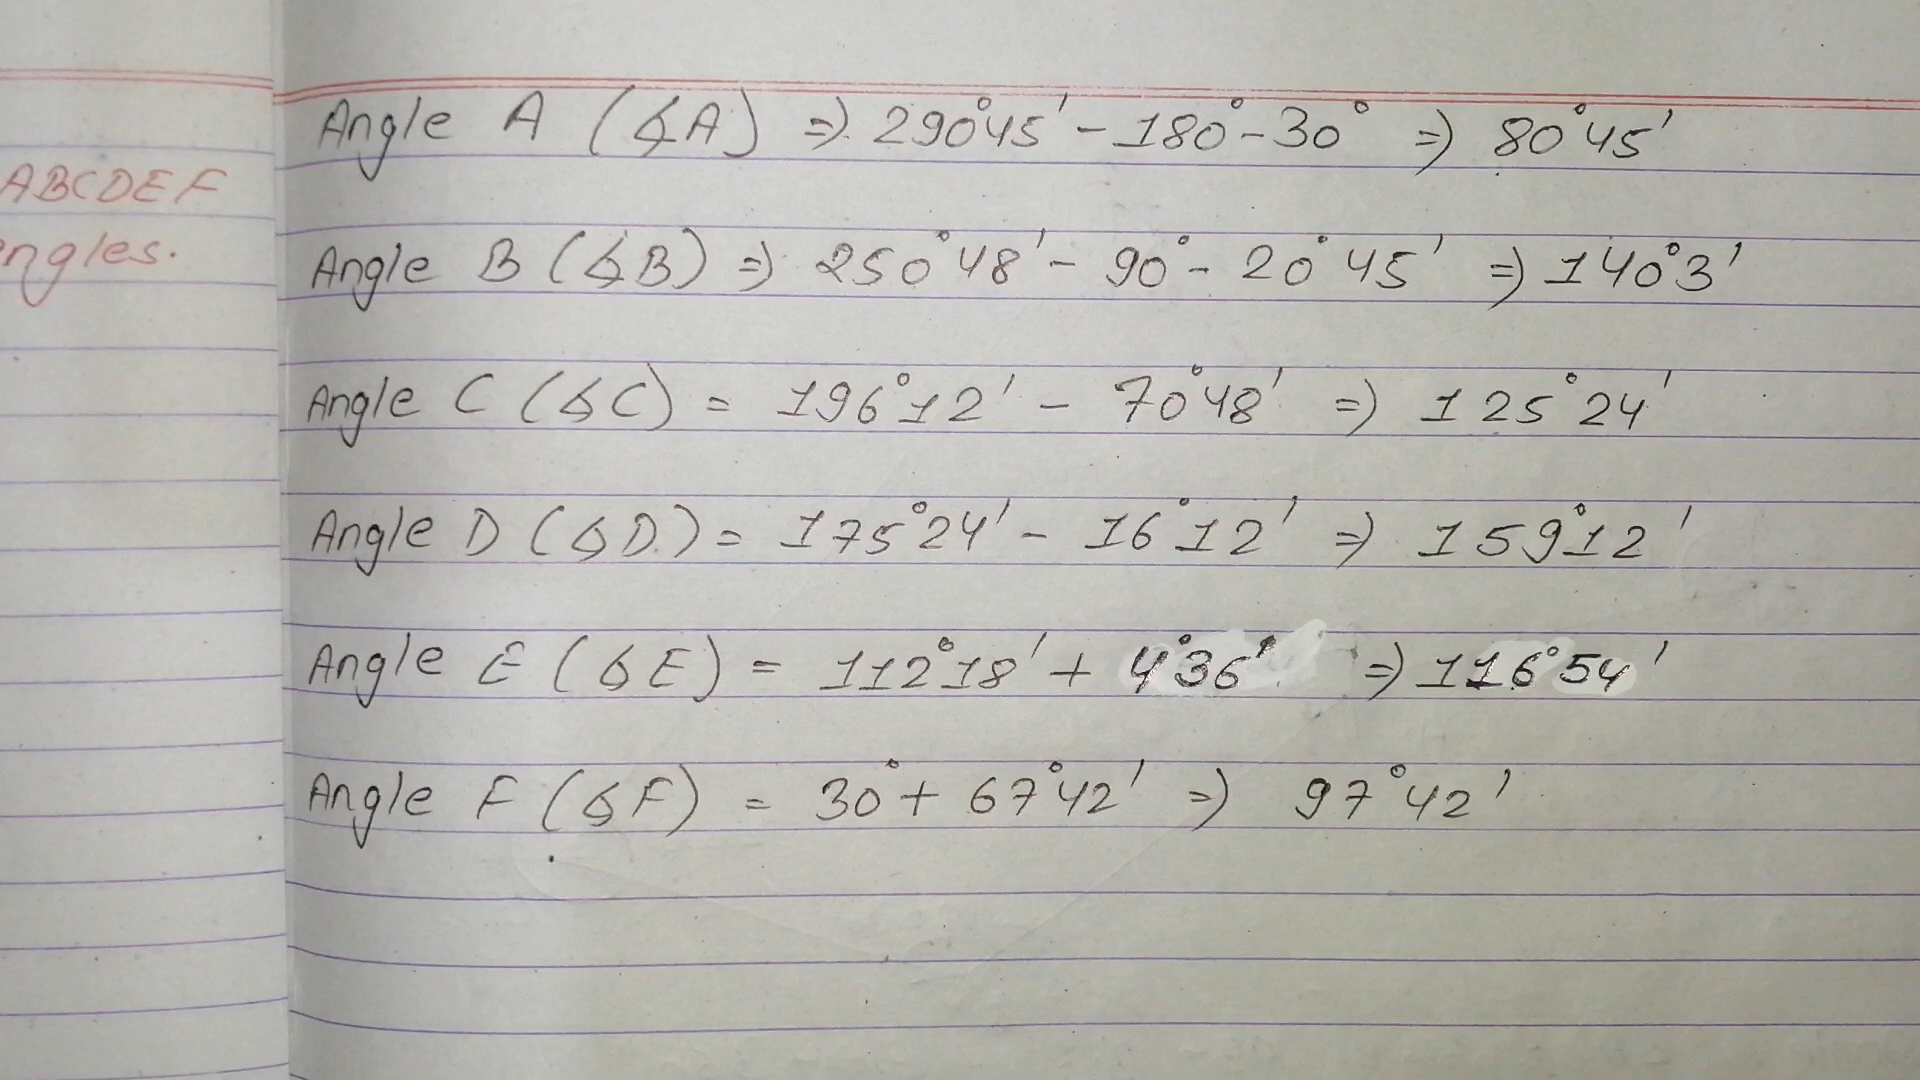 ABCDEF
ngles.
Angle A (∡A) ⇒ 290°45' - 180° - 30° ⇒ 80°45'
Angle B (∡B) ⇒ 250°48' - 90° - 20°45' ⇒ 140°3'
Angle C (∡C) = 196°12' - 70°48' ⇒ 125°24'
Angle D (∡D) = 175°24' - 16°12' ⇒ 159°12'
Angle E (∡E) = 112°18' + 4°36' ⇒ 116°54'
Angle F (∡F) = 30° + 67°42' ⇒ 97°42'